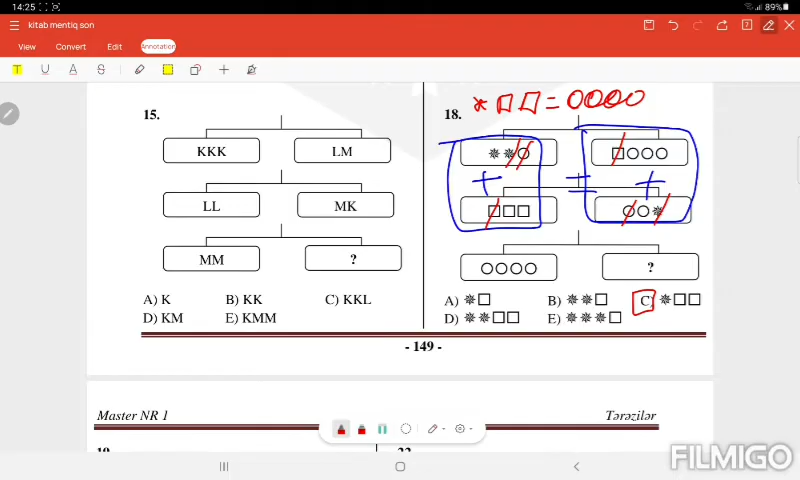 14:25
89%
kitab mentiq son
View Convert Edit Annotation
15.
KKK LM
LL MK
MM ?
A) K B) KK C) KKL
D) KM E) KMM
18.
* □ □ = ○○○○
✵✵○ □○○○
+ = +
□□□ ○○✵
○○○○ ?
A) ✵□ B) ✵✵□ C) ✵□□
D) ✵✵□□ E) ✵✵✵□
- 149 -
Master NR 1 Tərəzilər
FILMIGO